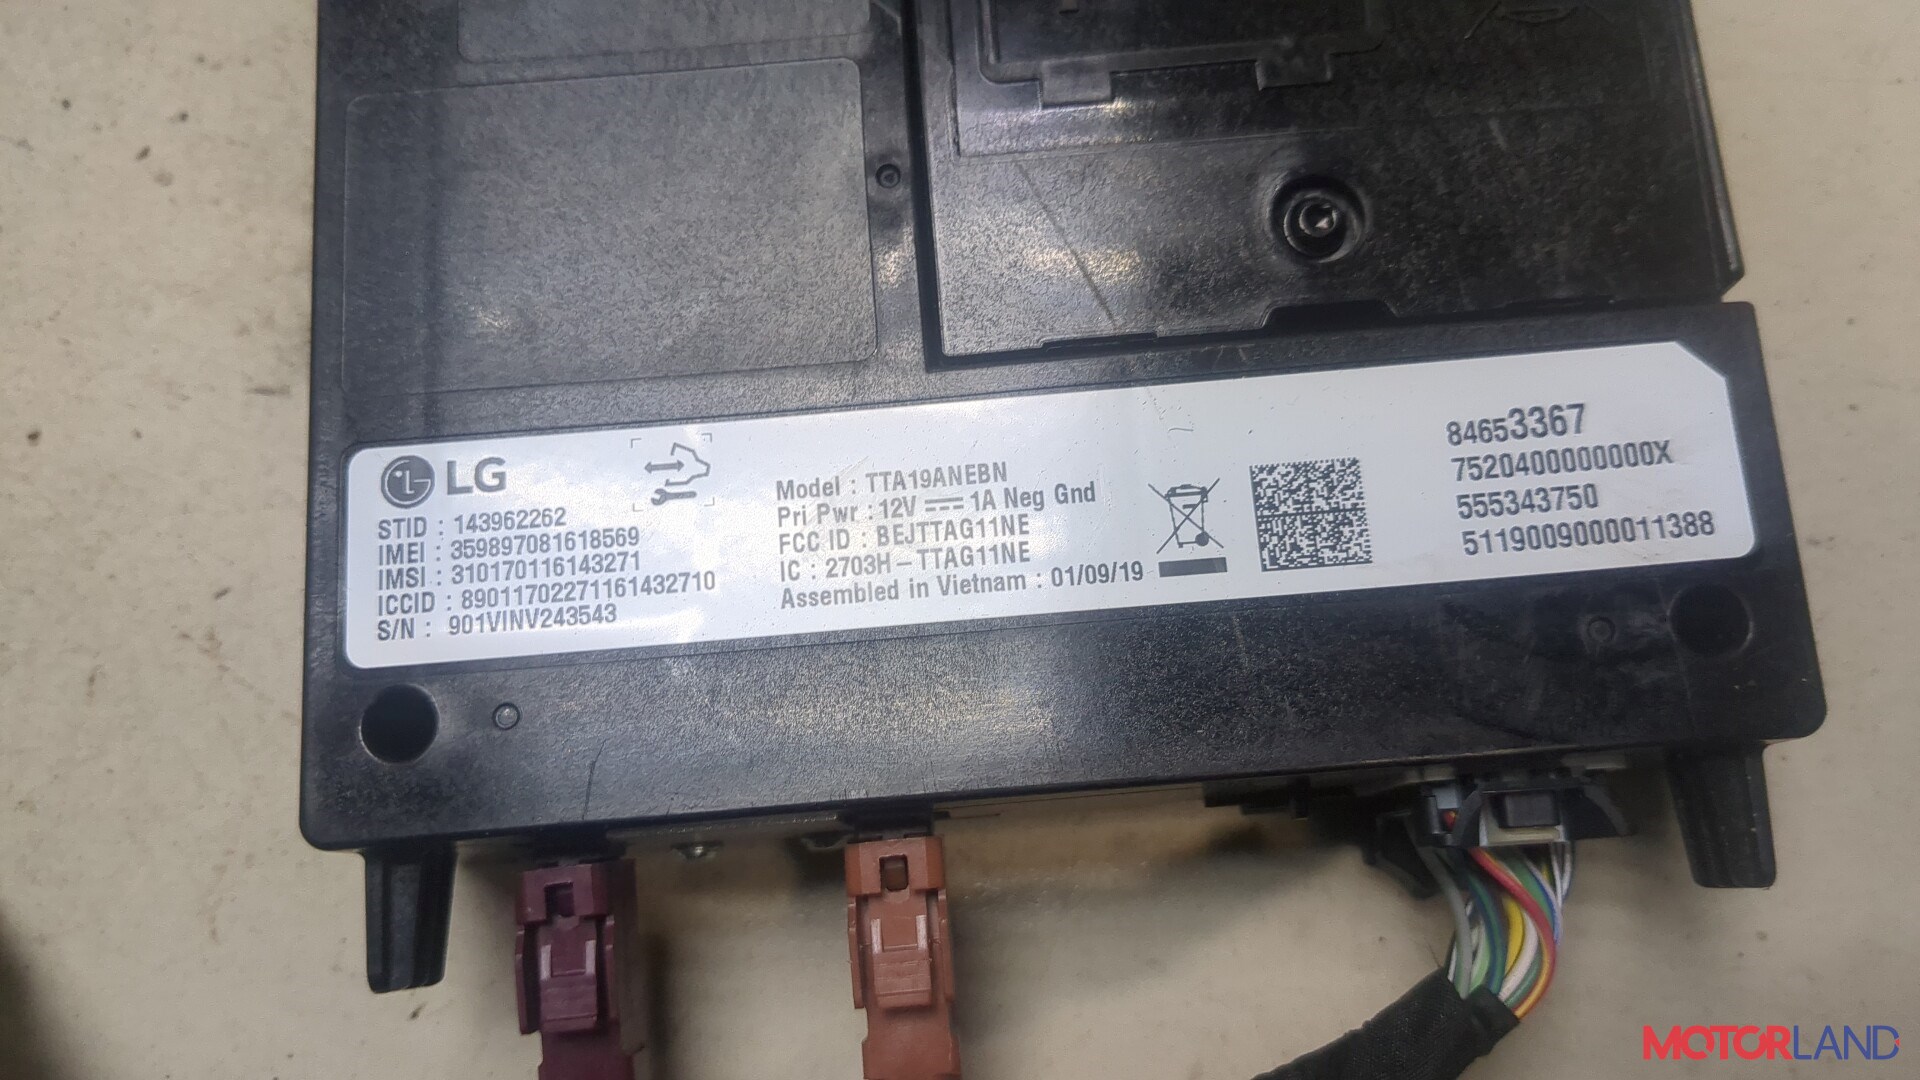 LG
STID : 143962262
IMEI : 359897081618569
IMSI : 310170116143271
ICCID : 89011702271161432710
S/N : 901VINV243543
Model : TTA19ANEBN
Pri Pwr : 12V 1A Neg Gnd
FCC ID : BEJTTAG11NE
IC : 2703H-TTAG11NE
Assembled in Vietnam : 01/09/19
84653367
7520400000000X
555343750
5119009000011388
MOTORLAND